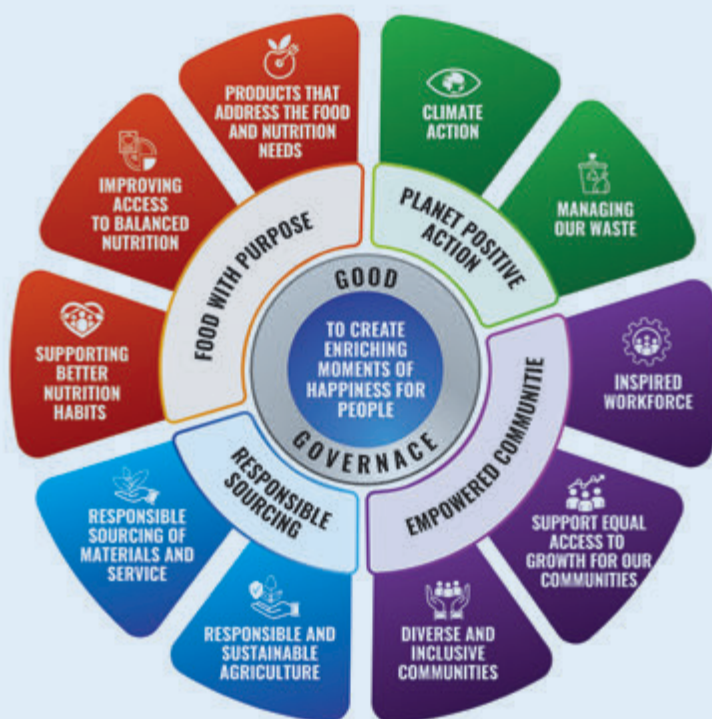 PRODUCTS THAT
ADDRESS THE FOOD
AND NUTRITION
NEEDS
CLIMATE
ACTION
MANAGING
OUR WASTE
INSPIRED
WORKFORCE
SUPPORT EQUAL
ACCESS TO
GROWTH FOR OUR
COMMUNITIES
DIVERSE AND
INCLUSIVE
COMMUNITIES
RESPONSIBLE AND
SUSTAINABLE
AGRICULTURE
RESPONSIBLE
SOURCING OF
MATERIALS AND
SERVICE
SUPPORTING
BETTER
NUTRITION
HABITS
IMPROVING
ACCESS
TO BALANCED
NUTRITION
FOOD WITH PURPOSE
PLANET POSITIVE
ACTION
EMPOWERED COMMUNITIE
RESPONSIBLE
SOURCING
GOOD
GOVERNACE
TO CREATE
ENRICHING
MOMENTS OF
HAPPINESS FOR
PEOPLE